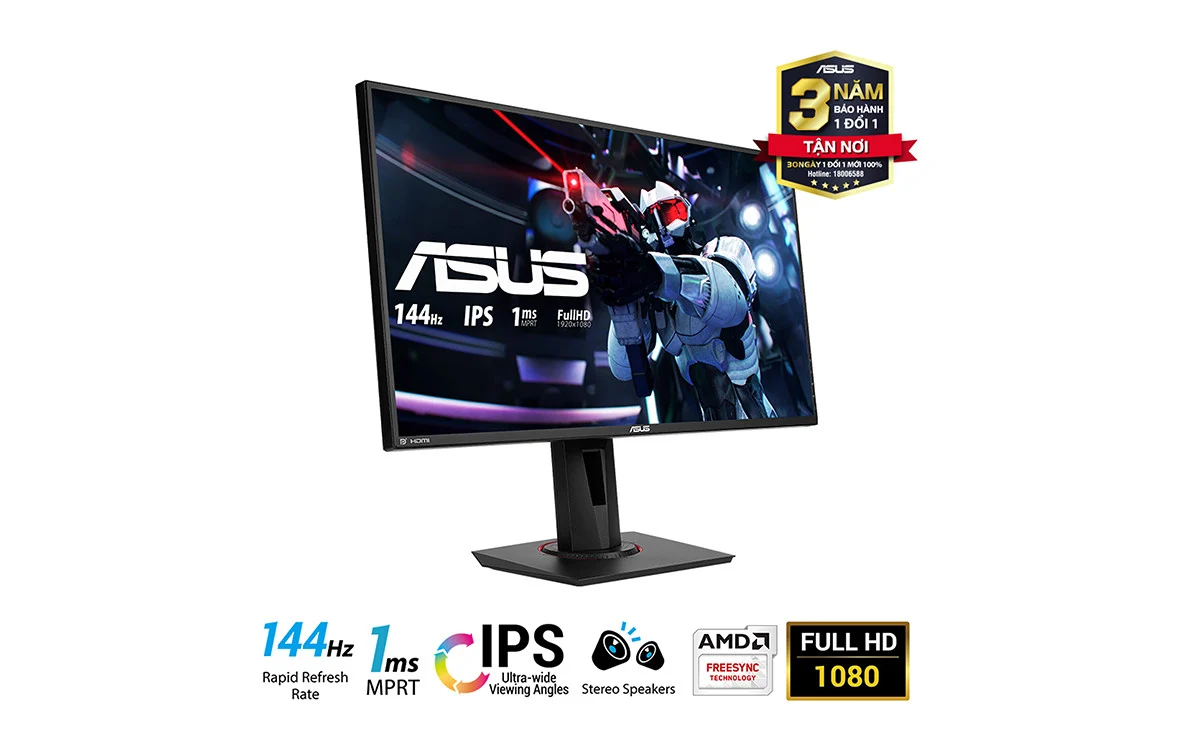 ASUS
3 NĂM
BẢO HÀNH
1 ĐỔI 1
TẬN NƠI
30NGÀY 1 ĐỔI 1 MỚI 100%
Hotline: 18006588
ASUS
144Hz IPS 1ms MPRT FullHD 1920x1080
HDMI
ASUS
144Hz
Rapid Refresh
Rate
1ms
MPRT
IPS
Ultra-wide
Viewing Angles
Stereo Speakers
AMD
FREESYNC
TECHNOLOGY
FULL HD
1080